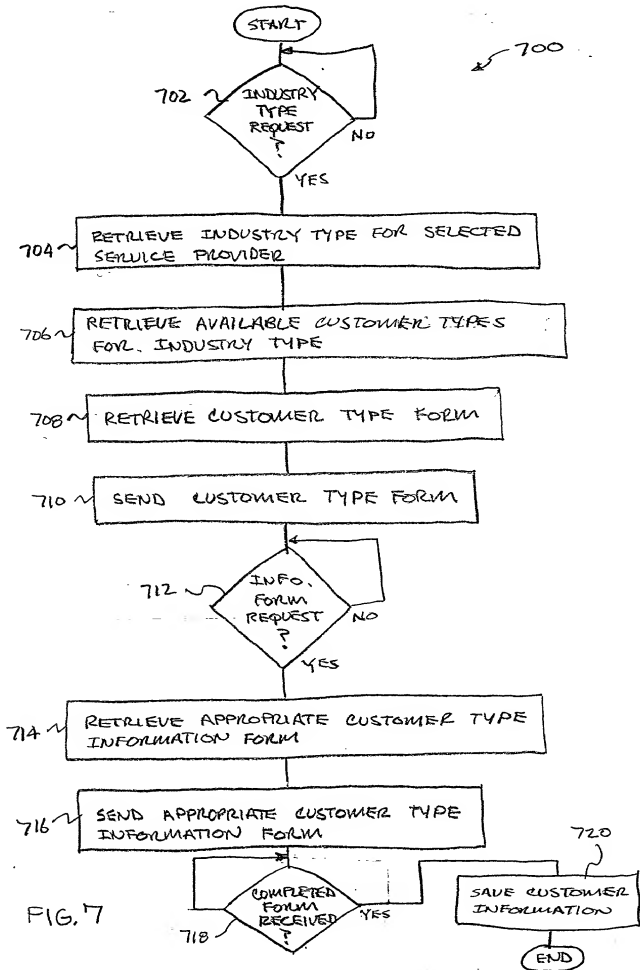 START
700
702
INDUSTRY
TYPE
REQUEST
?
NO
YES
704
RETRIEVE INDUSTRY TYPE FOR SELECTED
SERVICE PROVIDER
706
RETRIEVE AVAILABLE CUSTOMER TYPES
FOR INDUSTRY TYPE
708
RETRIEVE CUSTOMER TYPE FORM
710
SEND CUSTOMER TYPE FORM
712
INFO.
FORM
REQUEST
?
NO
YES
714
RETRIEVE APPROPRIATE CUSTOMER TYPE
INFORMATION FORM
716
SEND APPROPRIATE CUSTOMER TYPE
INFORMATION FORM
718
COMPLETED
FORM
RECEIVED
?
YES
720
SAVE CUSTOMER
INFORMATION
END
FIG. 7